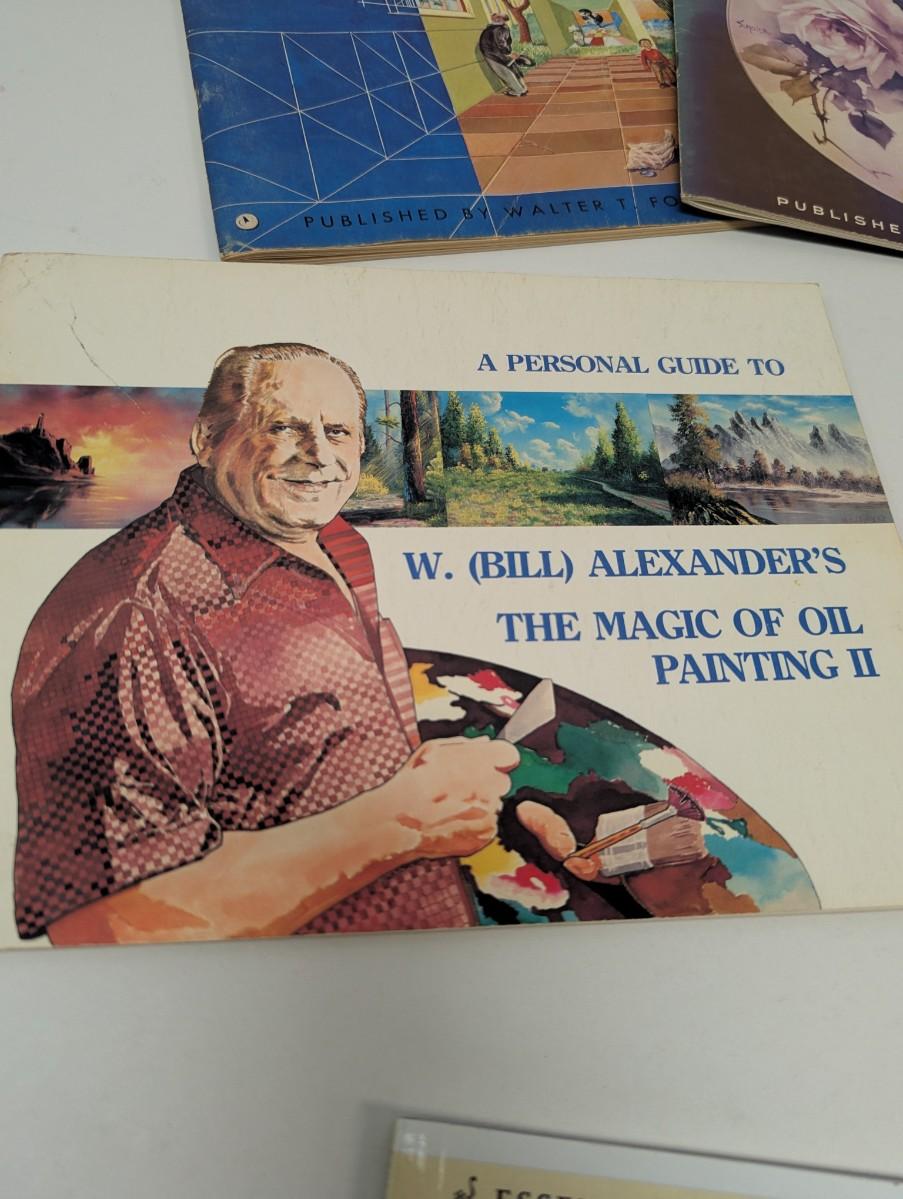 PUBLISHED BY WALTER T. FO
PUBLISHE
A PERSONAL GUIDE TO
W. (BILL) ALEXANDER'S
THE MAGIC OF OIL
PAINTING II